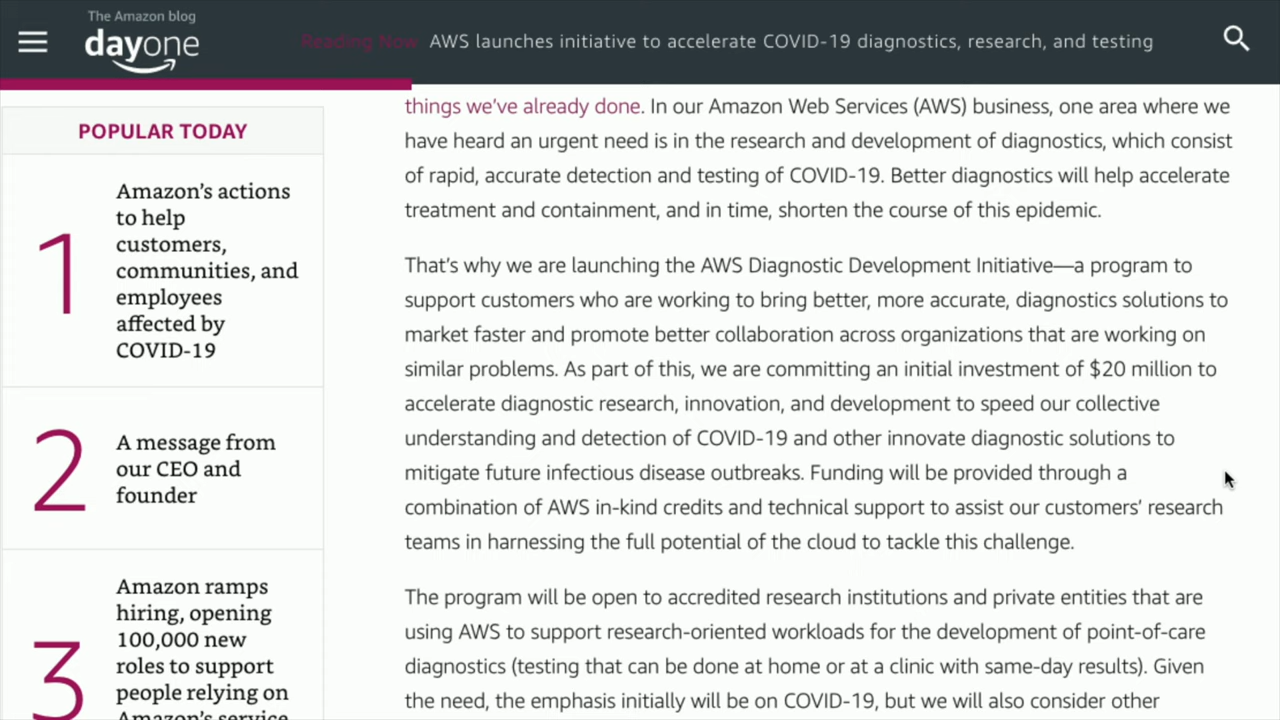 The Amazon blog
dayone
Reading Now AWS launches initiative to accelerate COVID-19 diagnostics, research, and testing
POPULAR TODAY
1
Amazon’s actions
to help
customers,
communities, and
employees
affected by
COVID-19
2
A message from
our CEO and
founder
3
Amazon ramps
hiring, opening
100,000 new
roles to support
people relying on
Amazon’s service
things we’ve already done. In our Amazon Web Services (AWS) business, one area where we
have heard an urgent need is in the research and development of diagnostics, which consist
of rapid, accurate detection and testing of COVID-19. Better diagnostics will help accelerate
treatment and containment, and in time, shorten the course of this epidemic.
That’s why we are launching the AWS Diagnostic Development Initiative—a program to
support customers who are working to bring better, more accurate, diagnostics solutions to
market faster and promote better collaboration across organizations that are working on
similar problems. As part of this, we are committing an initial investment of $20 million to
accelerate diagnostic research, innovation, and development to speed our collective
understanding and detection of COVID-19 and other innovate diagnostic solutions to
mitigate future infectious disease outbreaks. Funding will be provided through a
combination of AWS in-kind credits and technical support to assist our customers’ research
teams in harnessing the full potential of the cloud to tackle this challenge.
The program will be open to accredited research institutions and private entities that are
using AWS to support research-oriented workloads for the development of point-of-care
diagnostics (testing that can be done at home or at a clinic with same-day results). Given
the need, the emphasis initially will be on COVID-19, but we will also consider other